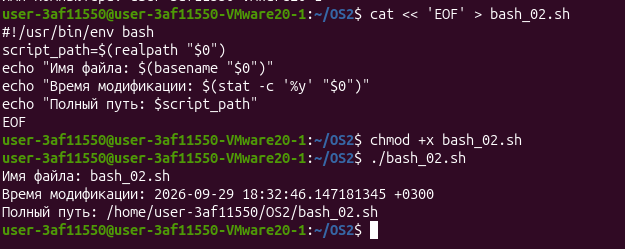 user-3af11550@user-3af11550-VMware20-1:~/OS2$ cat << 'EOF' > bash_02.sh
#!/usr/bin/env bash
script_path=$(realpath "$0")
echo "Имя файла: $(basename "$0")"
echo "Время модификации: $(stat -c '%y' "$0")"
echo "Полный путь: $script_path"
EOF
user-3af11550@user-3af11550-VMware20-1:~/OS2$ chmod +x bash_02.sh
user-3af11550@user-3af11550-VMware20-1:~/OS2$ ./bash_02.sh
Имя файла: bash_02.sh
Время модификации: 2026-09-29 18:32:46.147181345 +0300
Полный путь: /home/user-3af11550/OS2/bash_02.sh
user-3af11550@user-3af11550-VMware20-1:~/OS2$